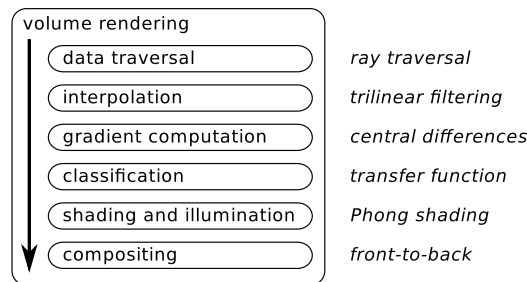 volume rendering
data traversal ray traversal
interpolation trilinear filtering
gradient computation central differences
classification transfer function
shading and illumination Phong shading
compositing front-to-back